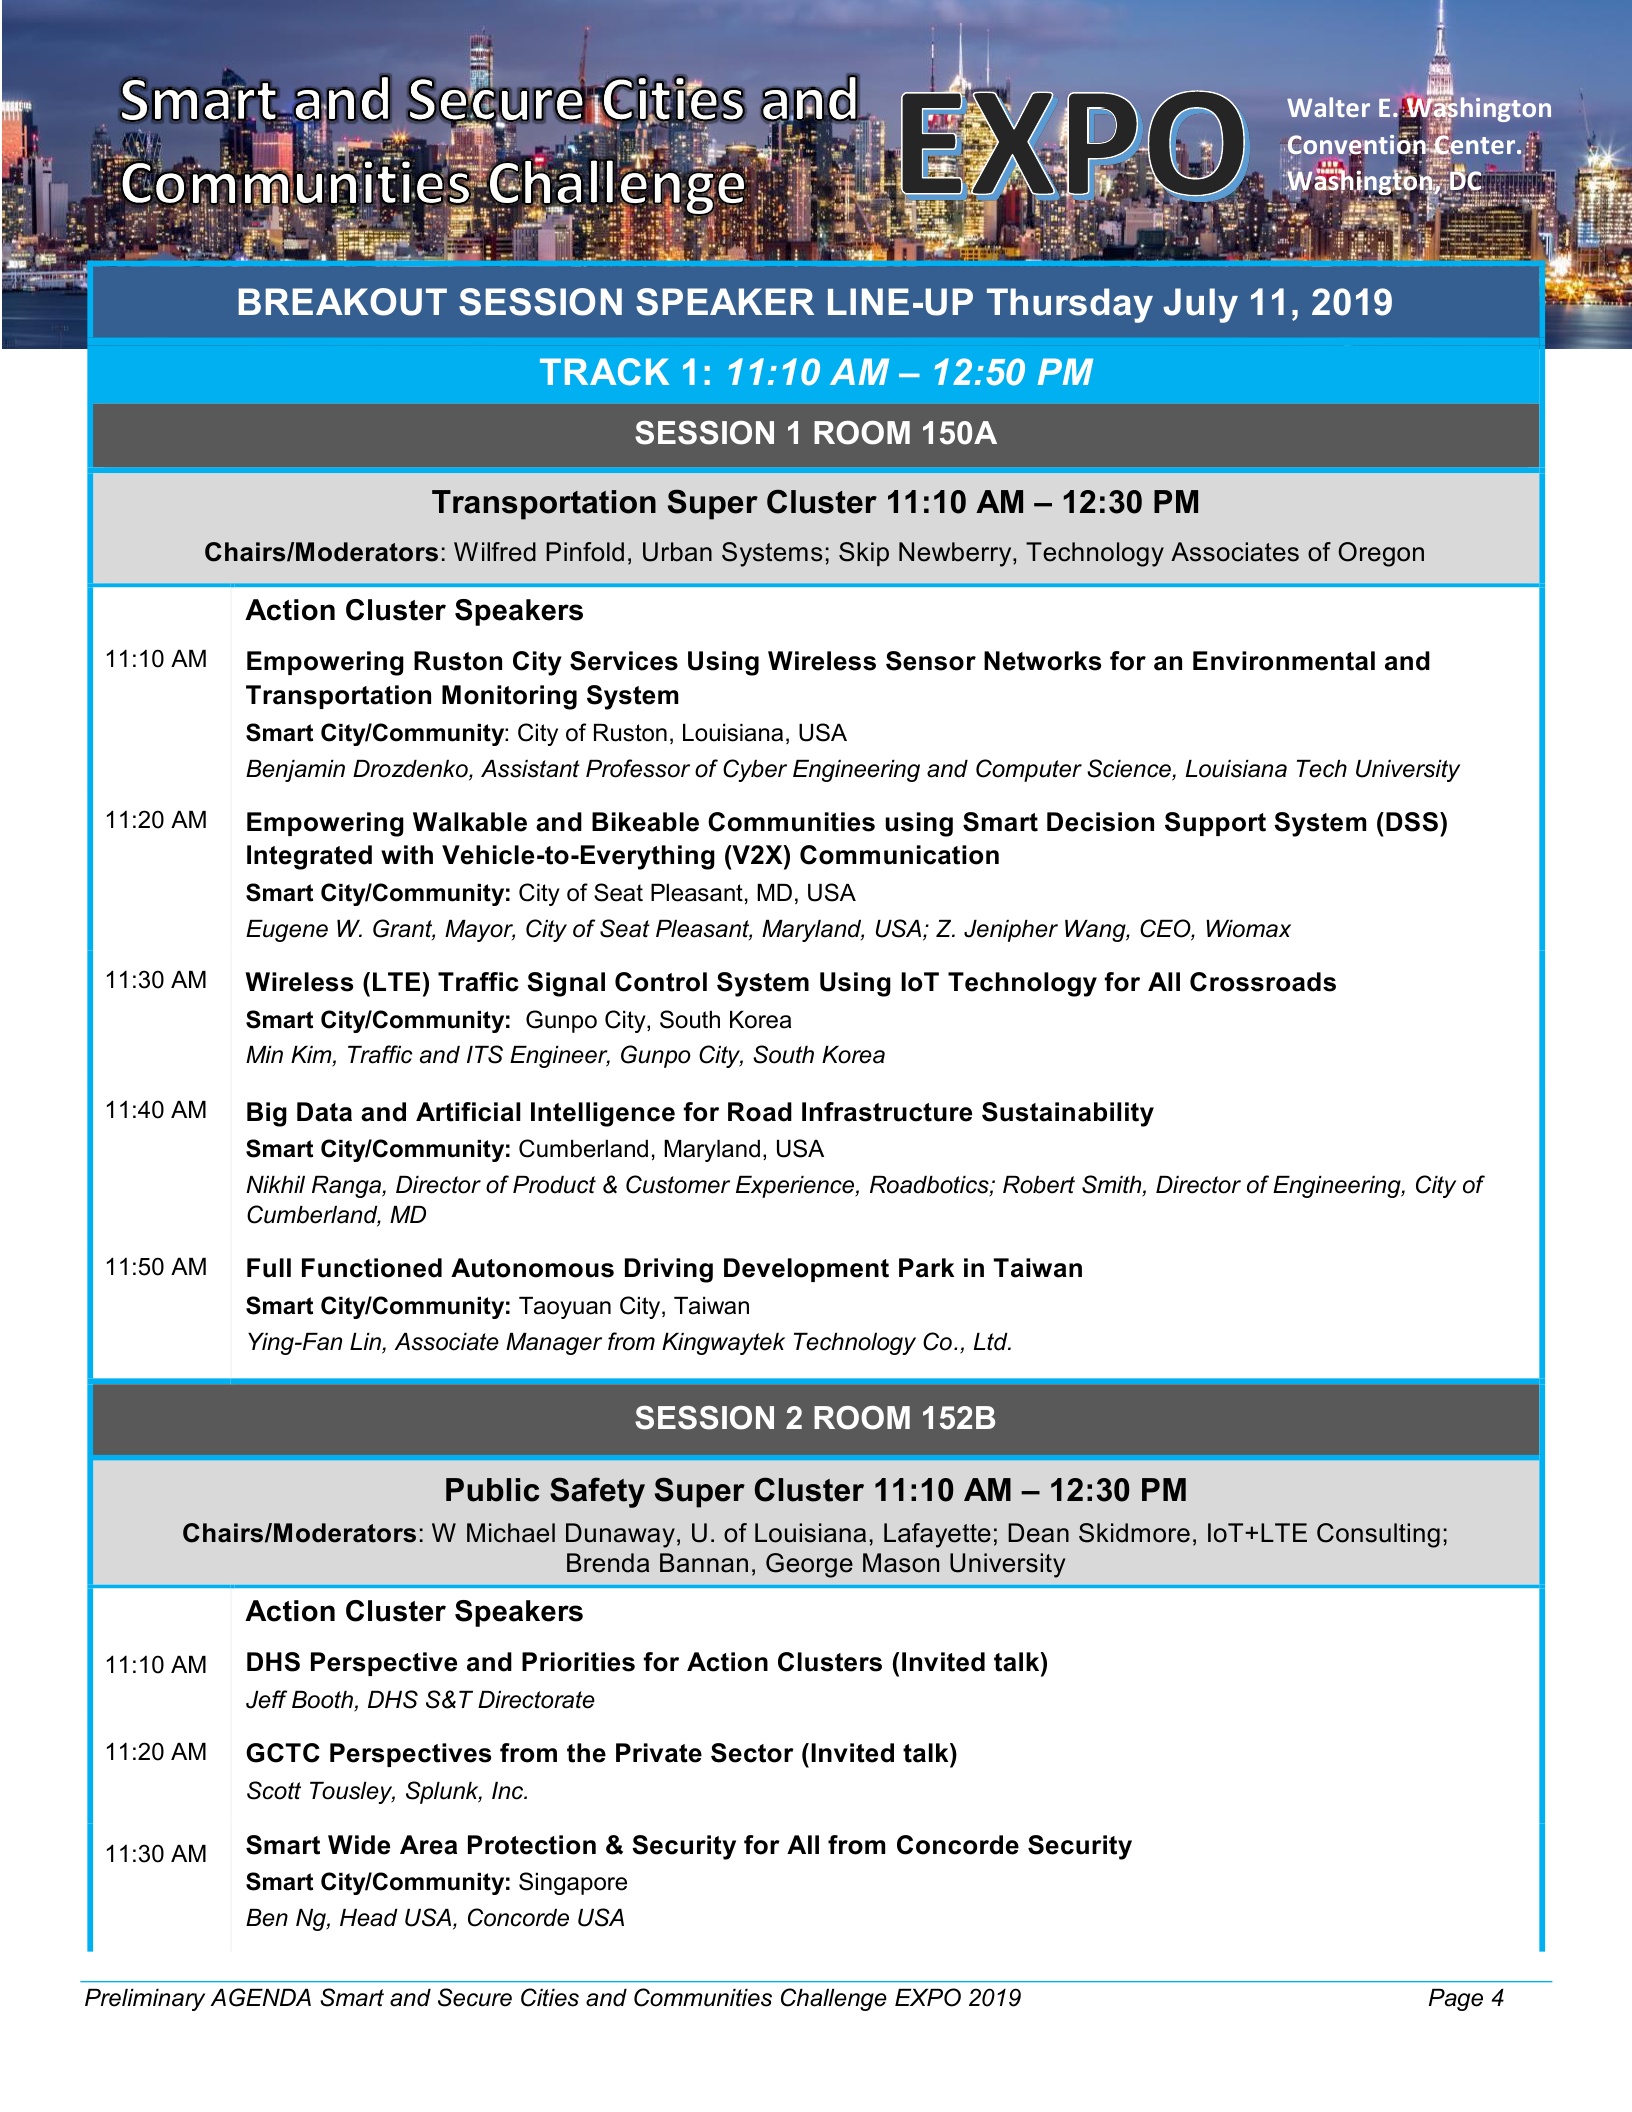 Smart and Secure Cities and
Communities Challenge
EXPO
Walter E. Washington
Convention Center.
Washington, DC
BREAKOUT SESSION SPEAKER LINE-UP Thursday July 11, 2019
TRACK 1: 11:10 AM – 12:50 PM
SESSION 1 ROOM 150A
Transportation Super Cluster 11:10 AM – 12:30 PM
Chairs/Moderators: Wilfred Pinfold, Urban Systems; Skip Newberry, Technology Associates of Oregon
Action Cluster Speakers
11:10 AM
Empowering Ruston City Services Using Wireless Sensor Networks for an Environmental and
Transportation Monitoring System
Smart City/Community: City of Ruston, Louisiana, USA
Benjamin Drozdenko, Assistant Professor of Cyber Engineering and Computer Science, Louisiana Tech University
11:20 AM
Empowering Walkable and Bikeable Communities using Smart Decision Support System (DSS)
Integrated with Vehicle-to-Everything (V2X) Communication
Smart City/Community: City of Seat Pleasant, MD, USA
Eugene W. Grant, Mayor, City of Seat Pleasant, Maryland, USA; Z. Jenipher Wang, CEO, Wiomax
11:30 AM
Wireless (LTE) Traffic Signal Control System Using IoT Technology for All Crossroads
Smart City/Community: Gunpo City, South Korea
Min Kim, Traffic and ITS Engineer, Gunpo City, South Korea
11:40 AM
Big Data and Artificial Intelligence for Road Infrastructure Sustainability
Smart City/Community: Cumberland, Maryland, USA
Nikhil Ranga, Director of Product & Customer Experience, Roadbotics; Robert Smith, Director of Engineering, City of
Cumberland, MD
11:50 AM
Full Functioned Autonomous Driving Development Park in Taiwan
Smart City/Community: Taoyuan City, Taiwan
Ying-Fan Lin, Associate Manager from Kingwaytek Technology Co., Ltd.
SESSION 2 ROOM 152B
Public Safety Super Cluster 11:10 AM – 12:30 PM
Chairs/Moderators: W Michael Dunaway, U. of Louisiana, Lafayette; Dean Skidmore, IoT+LTE Consulting;
Brenda Bannan, George Mason University
Action Cluster Speakers
11:10 AM
DHS Perspective and Priorities for Action Clusters (Invited talk)
Jeff Booth, DHS S&T Directorate
11:20 AM
GCTC Perspectives from the Private Sector (Invited talk)
Scott Tousley, Splunk, Inc.
11:30 AM
Smart Wide Area Protection & Security for All from Concorde Security
Smart City/Community: Singapore
Ben Ng, Head USA, Concorde USA
Preliminary AGENDA Smart and Secure Cities and Communities Challenge EXPO 2019
Page 4